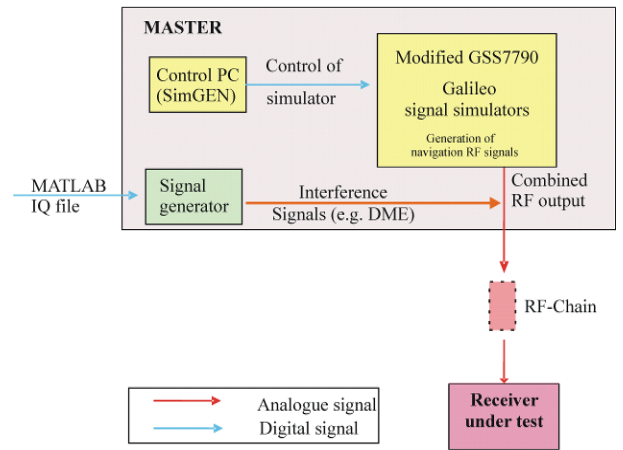 MASTER
Control PC
(SimGEN)
Control of
simulator
Modified GSS7790
Galileo
signal simulators
Generation of
navigation RF signals
MATLAB
IQ file
Signal
generator
Interference
Signals (e.g. DME)
Combined
RF output
RF-Chain
Receiver
under test
Analogue signal
Digital signal